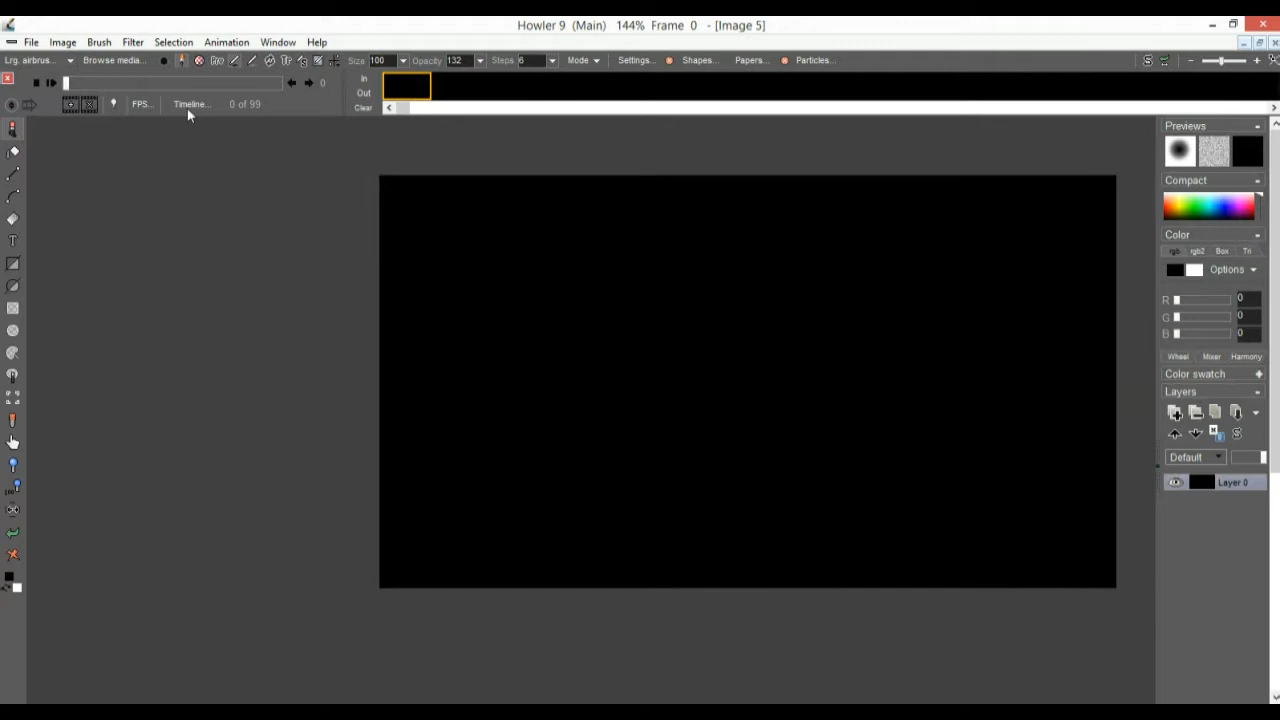 Howler 9 (Main) 144% Frame 0 - [Image 5]
File Image Brush Filter Selection Animation Window Help
Lrg. airbrus... Browse media... Size 100 Opacity 132 Steps 6 Mode Settings... Shapes... Papers... Particles...
0 In
Out
FPS... Timeline... 0 of 99 Clear
Previews
Compact
Color
rgb rgb2 Box Tri
Options
R 0
G 0
B 0
Wheel Mixer Harmony
Color swatch
Layers
S
Default
Layer 0
T